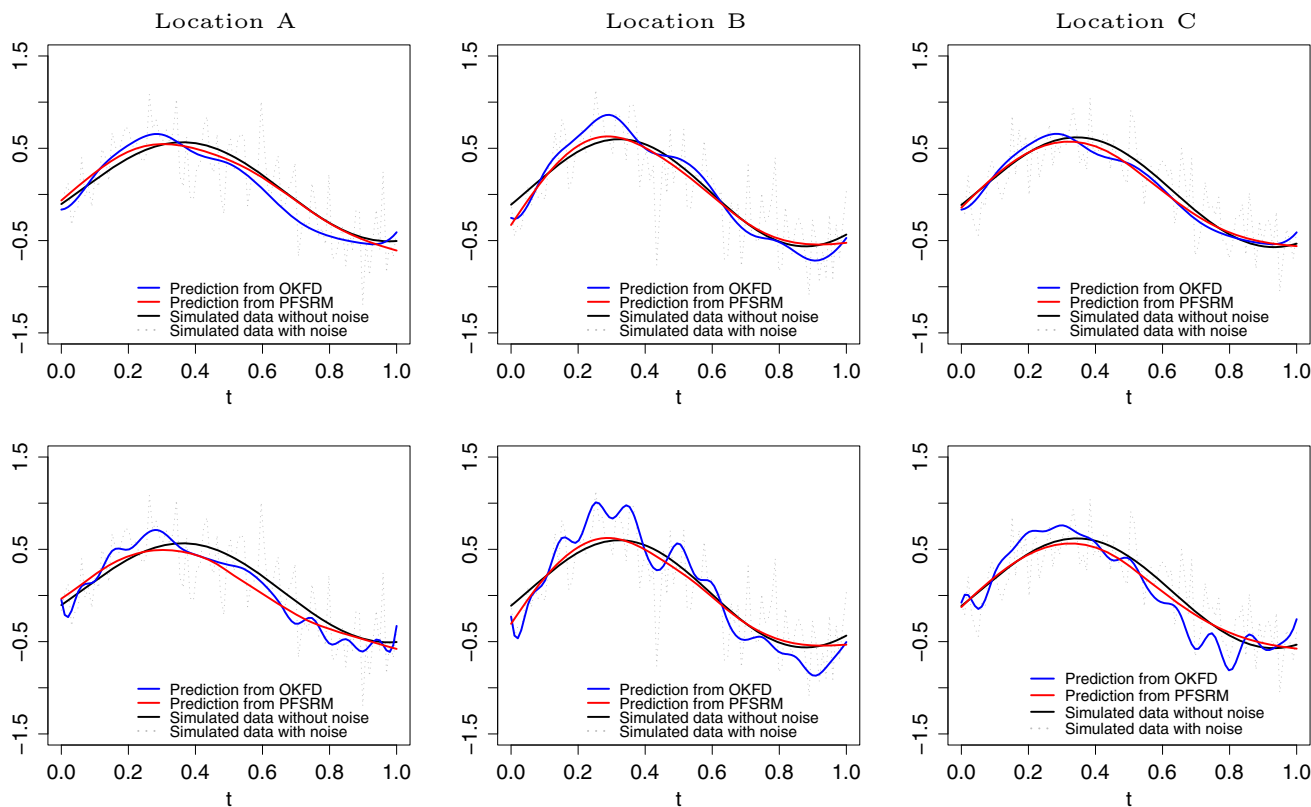 Location A
Location B
Location C
1.5
0.5
−0.5
−1.5
Prediction from OKFD
Prediction from PFSRM
Simulated data without noise
Simulated data with noise
0.0 0.2 0.4 0.6 0.8 1.0
t
1.5
0.5
−0.5
−1.5
Prediction from OKFD
Prediction from PFSRM
Simulated data without noise
Simulated data with noise
0.0 0.2 0.4 0.6 0.8 1.0
t
1.5
0.5
−0.5
−1.5
Prediction from OKFD
Prediction from PFSRM
Simulated data without noise
Simulated data with noise
0.0 0.2 0.4 0.6 0.8 1.0
t
1.5
0.5
−0.5
−1.5
Prediction from OKFD
Prediction from PFSRM
Simulated data without noise
Simulated data with noise
0.0 0.2 0.4 0.6 0.8 1.0
t
1.5
0.5
−0.5
−1.5
Prediction from OKFD
Prediction from PFSRM
Simulated data without noise
Simulated data with noise
0.0 0.2 0.4 0.6 0.8 1.0
t
1.5
0.5
−0.5
−1.5
Prediction from OKFD
Prediction from PFSRM
Simulated data without noise
Simulated data with noise
0.0 0.2 0.4 0.6 0.8 1.0
t